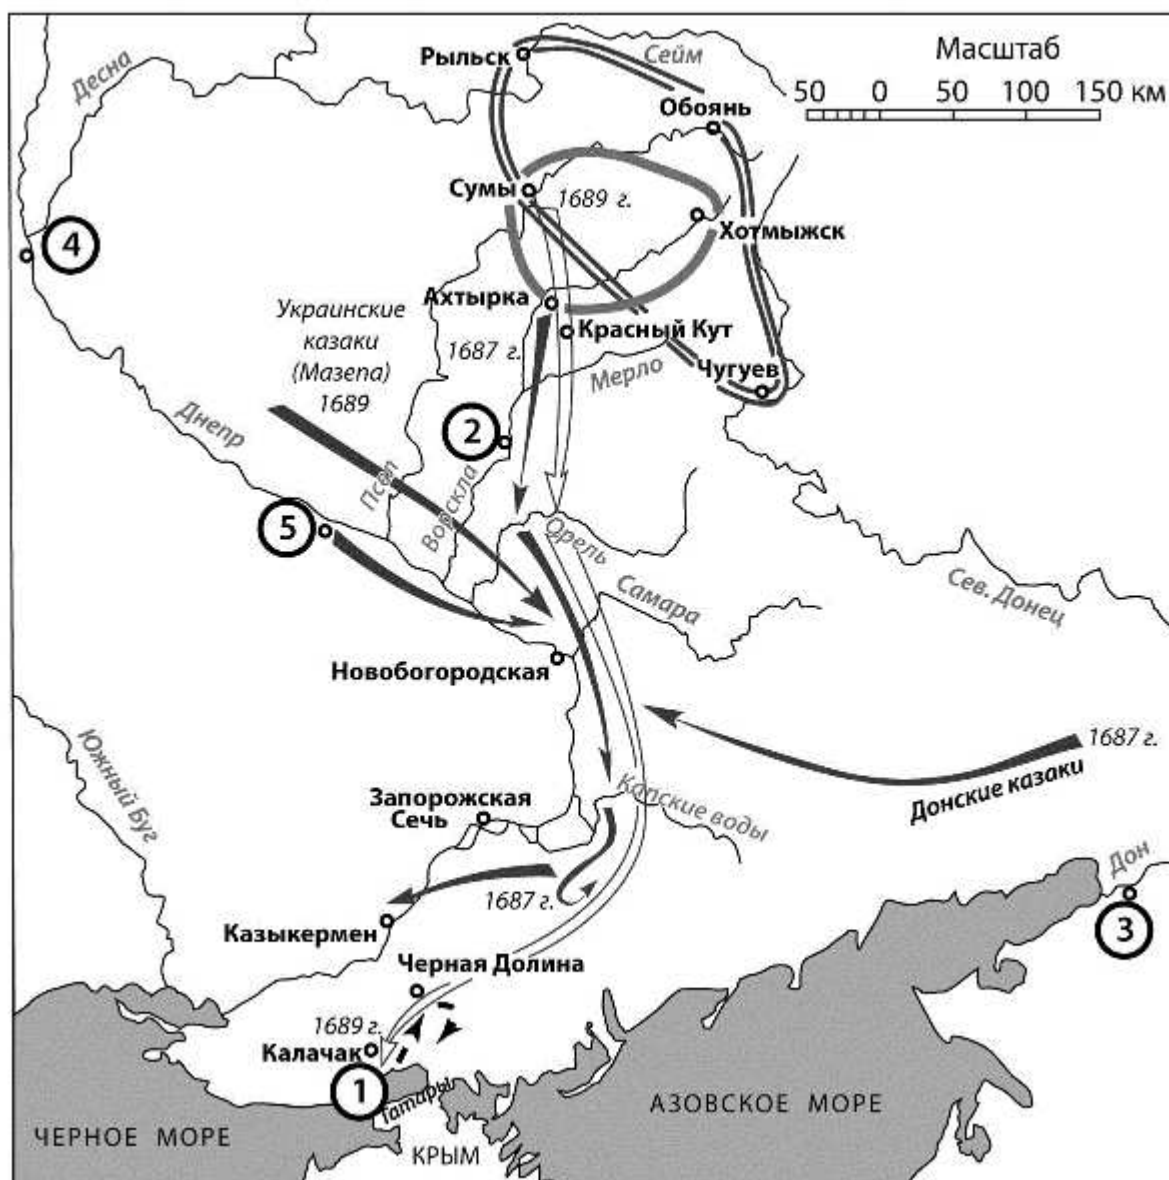 Десна
Рыльск
Сейм
Масштаб
50 0 50 100 150 км
Обоянь
Сумы
1689 г.
Хотмыжск
4
Ахтырка
Украинские
казаки
(Мазепа)
1689
1687 г.
Красный Кут
Мерло
Чугуев
Днепр
2
Псел
Ворскла
5
Орель
Самара
Сев. Донец
Новобогородская
Южный Буг
1687 г.
Донские казаки
Запорожская
Сечь
Копские воды
Дон
1687 г.
3
Казыкермен
Черная Долина
1689 г.
Калачак
1
Татары
АЗОВСКОЕ МОРЕ
ЧЕРНОЕ МОРЕ
КРЫМ